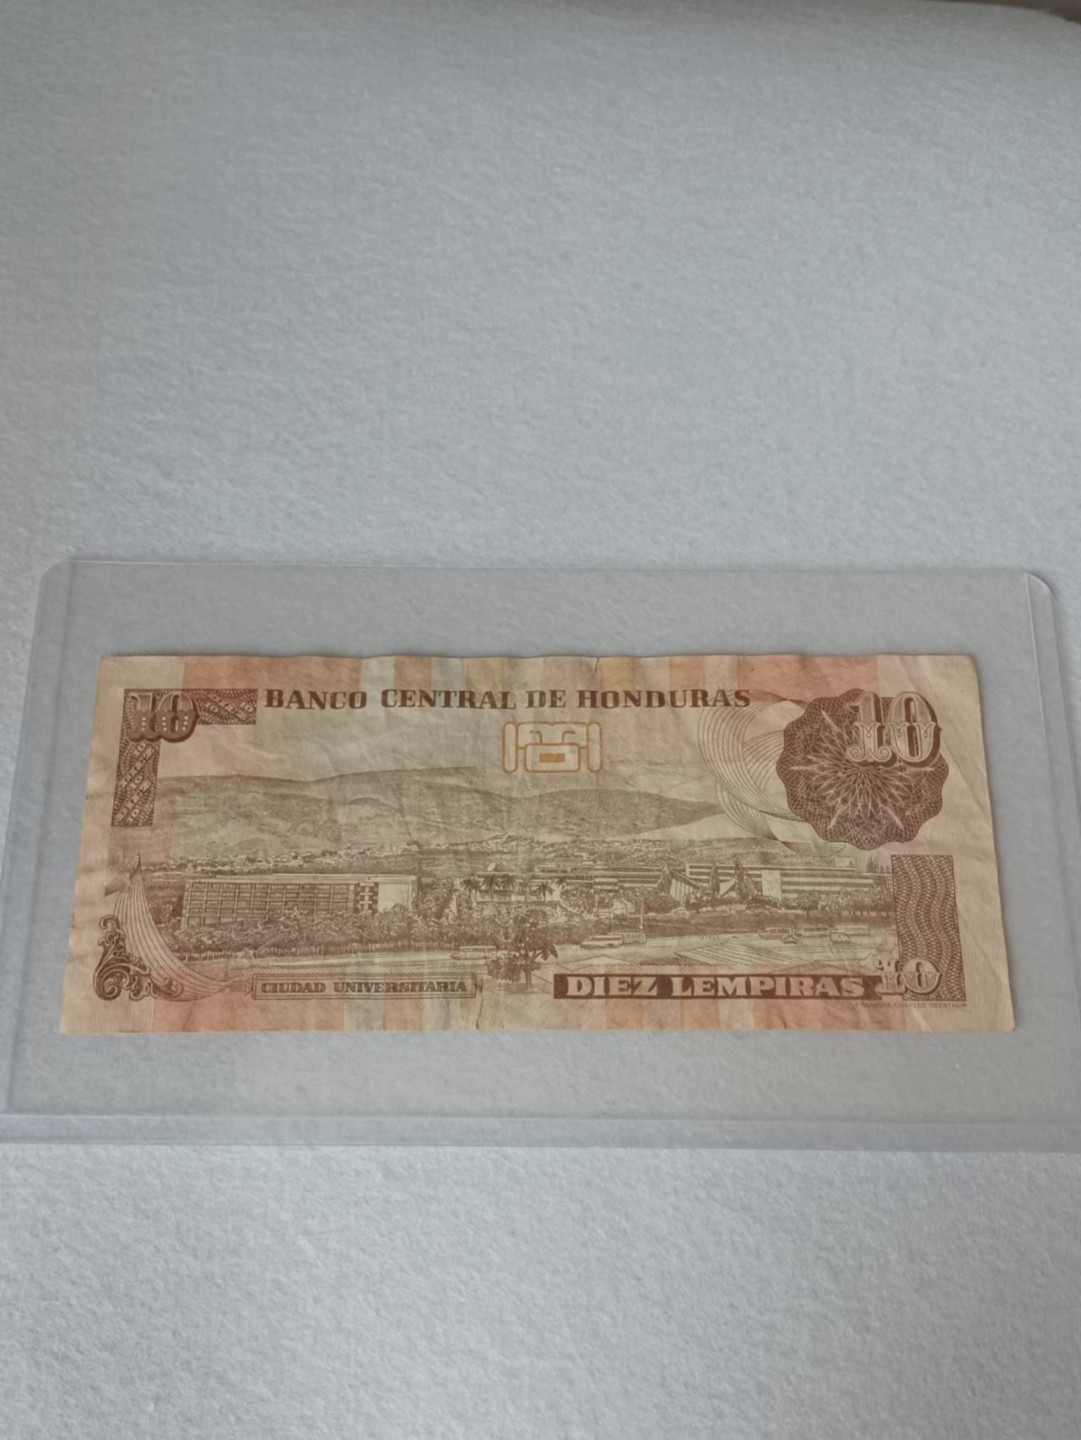 10
BANCO CENTRAL DE HONDURAS
10
CIUDAD UNIVERSITARIA
DIEZ LEMPIRAS
10